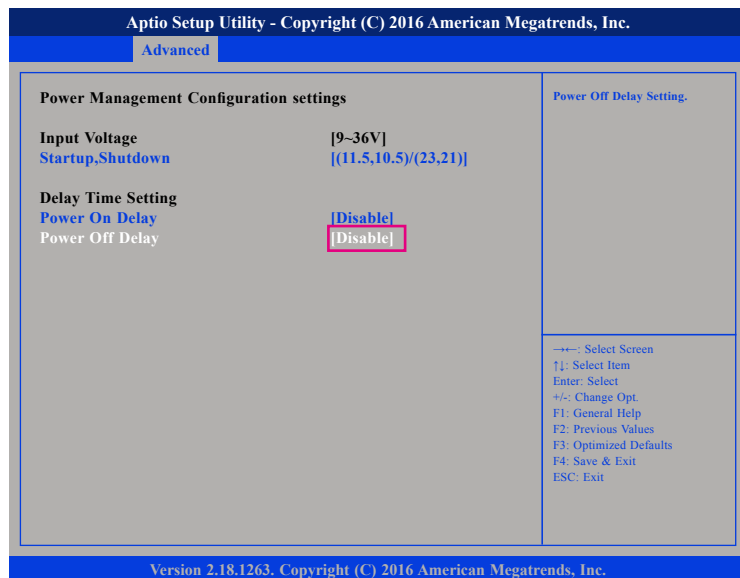 Aptio Setup Utility - Copyright (C) 2016 American Megatrends, Inc.
Advanced
Power Management Configuration settings
Input Voltage [9~36V]
Startup,Shutdown [(11.5,10.5)/(23,21)]
Delay Time Setting
Power On Delay [Disable]
Power Off Delay [Disable]
Power Off Delay Setting.
→←: Select Screen
↑↓: Select Item
Enter: Select
+/-: Change Opt.
F1: General Help
F2: Previous Values
F3: Optimized Defaults
F4: Save & Exit
ESC: Exit
Version 2.18.1263. Copyright (C) 2016 American Megatrends, Inc.